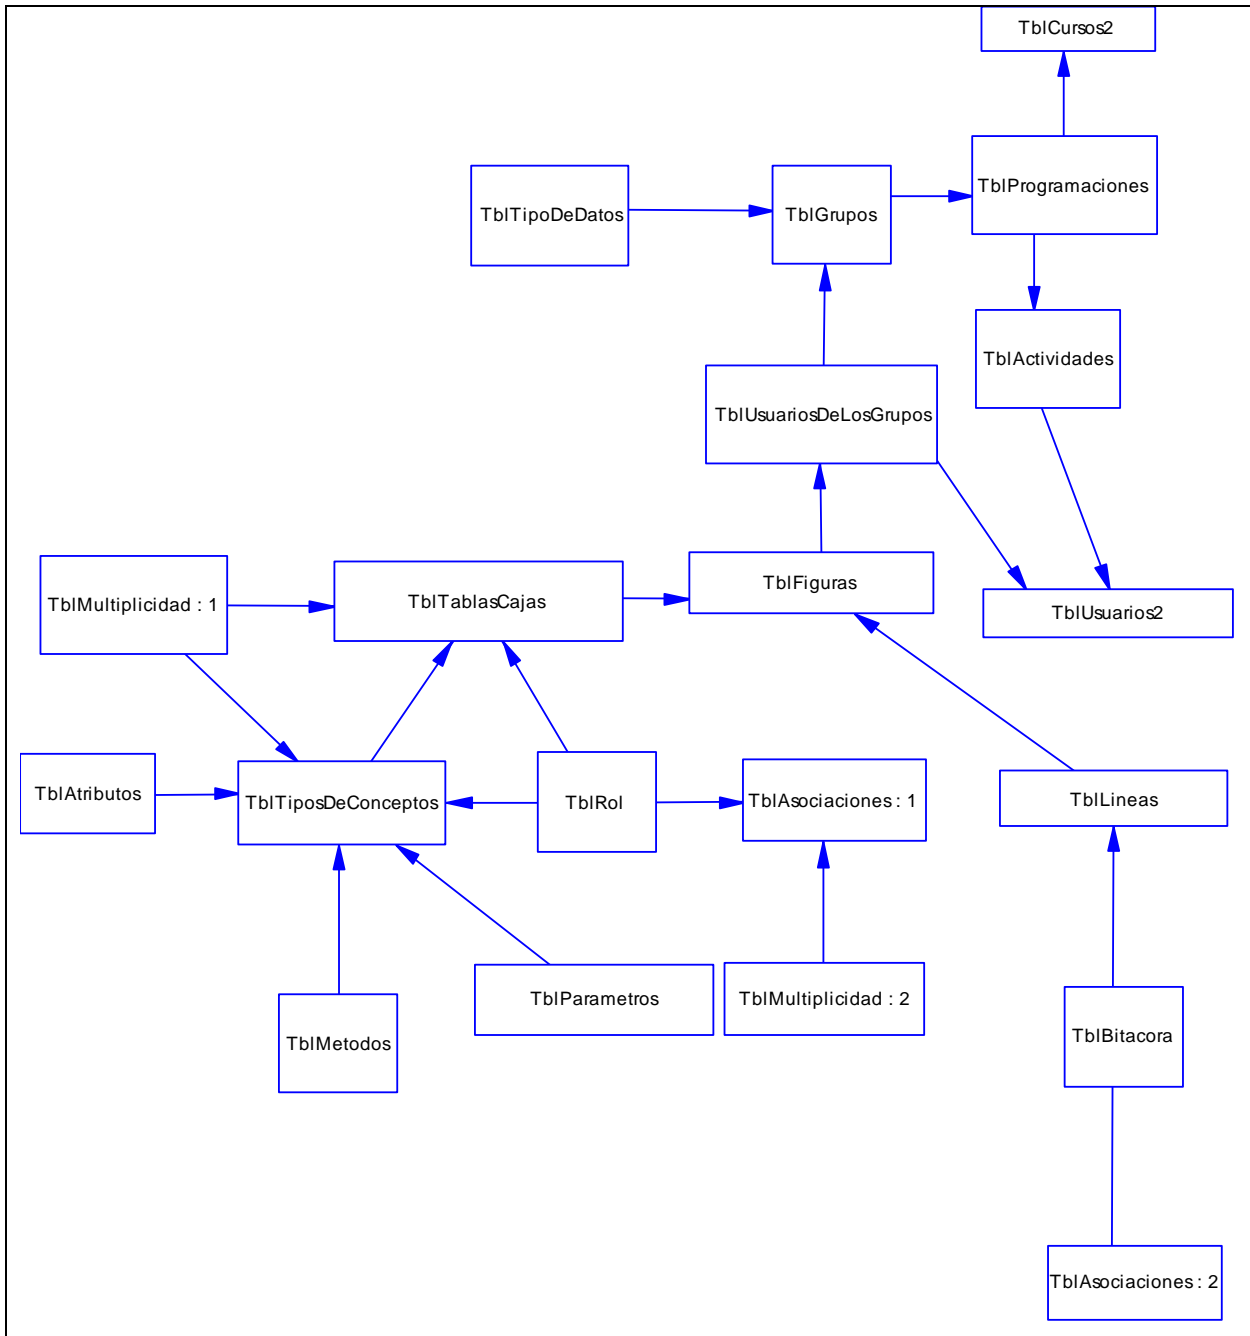 TblCursos2
TblProgramaciones
TblTipoDeDatos
TblGrupos
TblActividades
TblUsuariosDeLosGrupos
TblFiguras
TblUsuarios2
TblMultiplicidad : 1
TblTablasCajas
TblAtributos
TblTiposDeConceptos
TblRol
TblAsociaciones : 1
TblLineas
TblParametros
TblMultiplicidad : 2
TblMetodos
TblBitacora
TblAsociaciones : 2